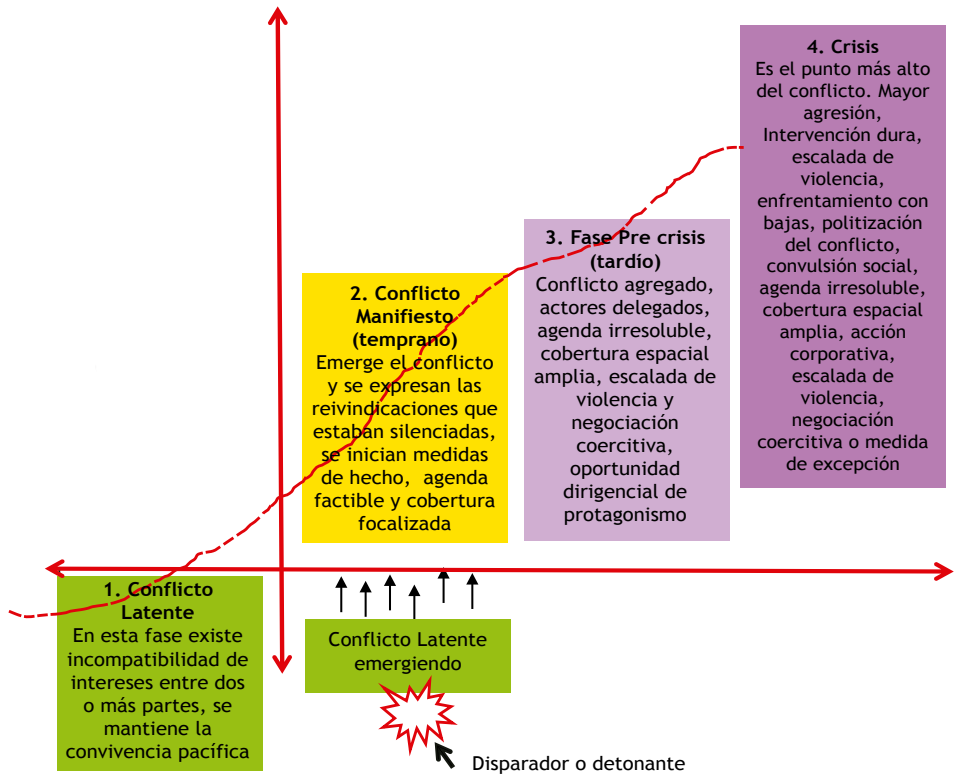 1. Conflicto
Latente
En esta fase existe
incompatibilidad de
intereses entre dos
o más partes, se
mantiene la
convivencia pacífica
2. Conflicto
Manifiesto
(temprano)
Emerge el conflicto
y se expresan las
reivindicaciones que
estaban silenciadas,
se inician medidas
de hecho, agenda
factible y cobertura
focalizada
3. Fase Pre crisis
(tardío)
Conflicto agregado,
actores delegados,
agenda irresoluble,
cobertura espacial
amplia, escalada de
violencia y
negociación
coercitiva,
oportunidad
dirigencial de
protagonismo
4. Crisis
Es el punto más alto
del conflicto. Mayor
agresión,
Intervención dura,
escalada de
violencia,
enfrentamiento con
bajas, politización
del conflicto,
convulsión social,
agenda irresoluble,
cobertura espacial
amplia, acción
corporativa,
escalada de
violencia,
negociación
coercitiva o medida
de excepción
Conflicto Latente
emergiendo
Disparador o detonante